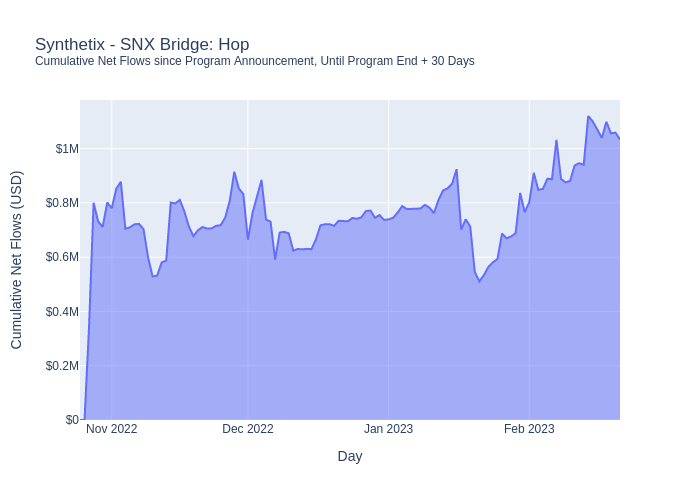 Synthetix - SNX Bridge: Hop
Cumulative Net Flows since Program Announcement, Until Program End + 30 Days
Cumulative Net Flows (USD)
$1M
$0.8M
$0.6M
$0.4M
$0.2M
$0
Nov 2022
Dec 2022
Jan 2023
Feb 2023
Day